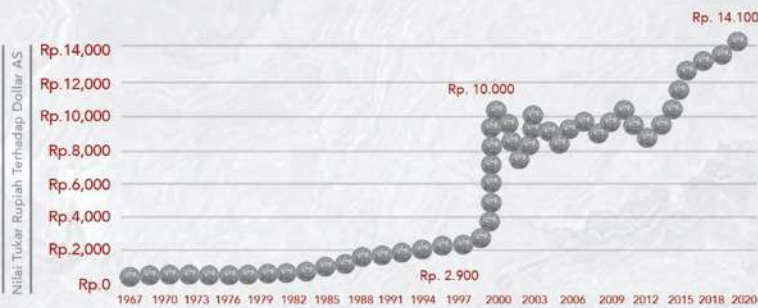 Rp. 14.100
Nilai Tukar Rupiah Terhadap Dollar AS
Rp.14,000
Rp.12,000
Rp. 10.000
Rp.10,000
Rp.8,000
Rp.6,000
Rp.4,000
Rp.2,000
Rp. 2.900
Rp.0
1967 1970 1973 1976 1979 1982 1985 1988 1991 1994 1997 2000 2003 2006 2009 2012 2015 2018 2020